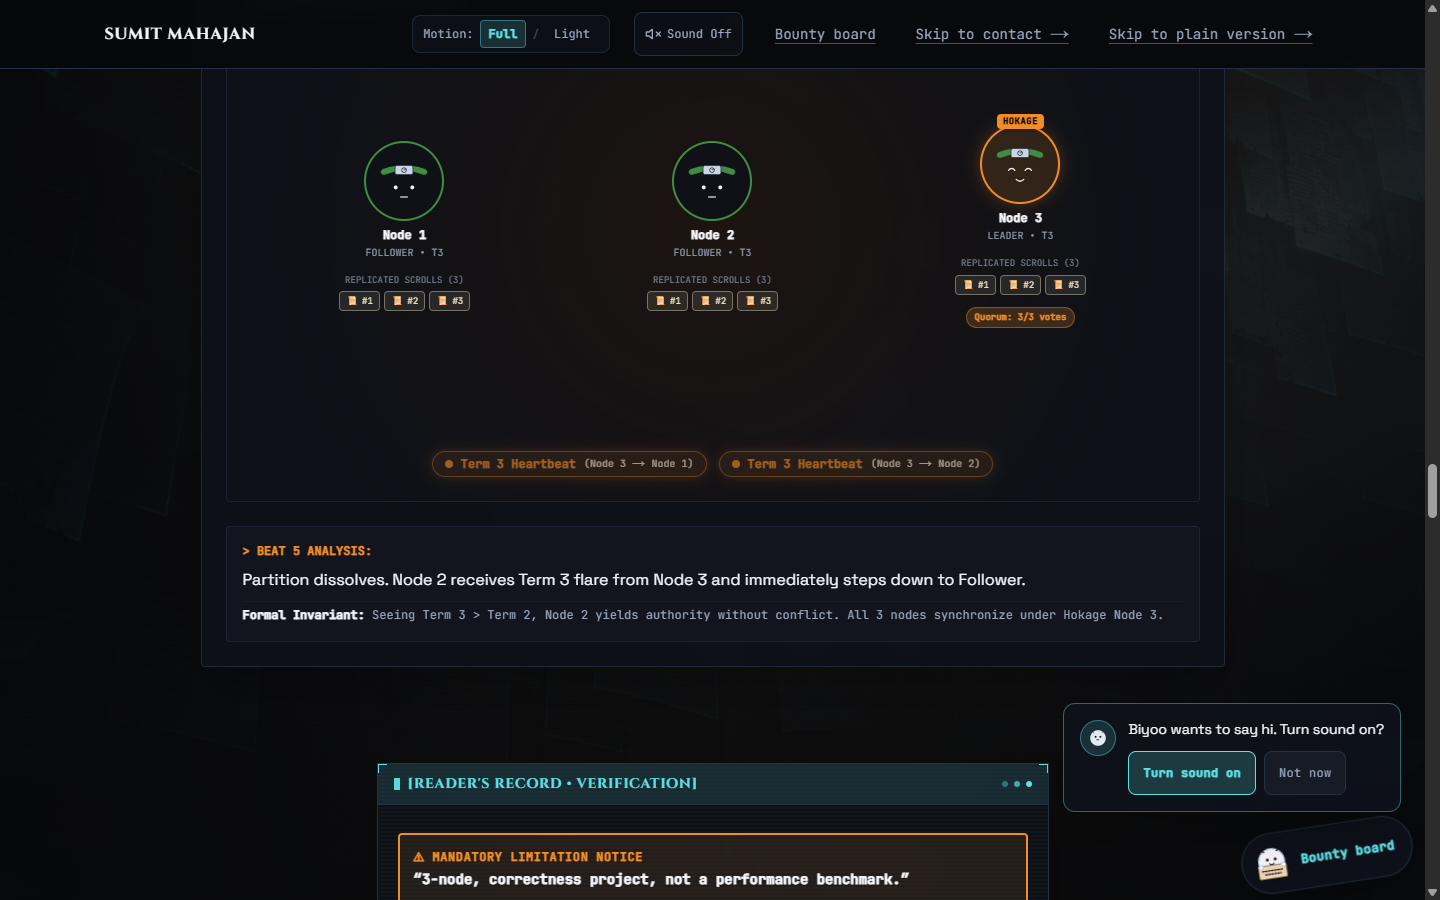 SUMIT MAHAJAN
Motion: Full / Light
Sound Off
Bounty board
Skip to contact →
Skip to plain version →
HOKAGE
Node 1
FOLLOWER • T3
REPLICATED SCROLLS (3)
#1 #2 #3
Node 2
FOLLOWER • T3
REPLICATED SCROLLS (3)
#1 #2 #3
Node 3
LEADER • T3
REPLICATED SCROLLS (3)
#1 #2 #3
Quorum: 3/3 votes
Term 3 Heartbeat (Node 3 → Node 1)
Term 3 Heartbeat (Node 3 → Node 2)
> BEAT 5 ANALYSIS:
Partition dissolves. Node 2 receives Term 3 flare from Node 3 and immediately steps down to Follower.
Formal Invariant: Seeing Term 3 > Term 2, Node 2 yields authority without conflict. All 3 nodes synchronize under Hokage Node 3.
Biyoo wants to say hi. Turn sound on?
Turn sound on
Not now
[READER'S RECORD • VERIFICATION]
⚠ MANDATORY LIMITATION NOTICE
“3-node, correctness project, not a performance benchmark.”
Bounty board